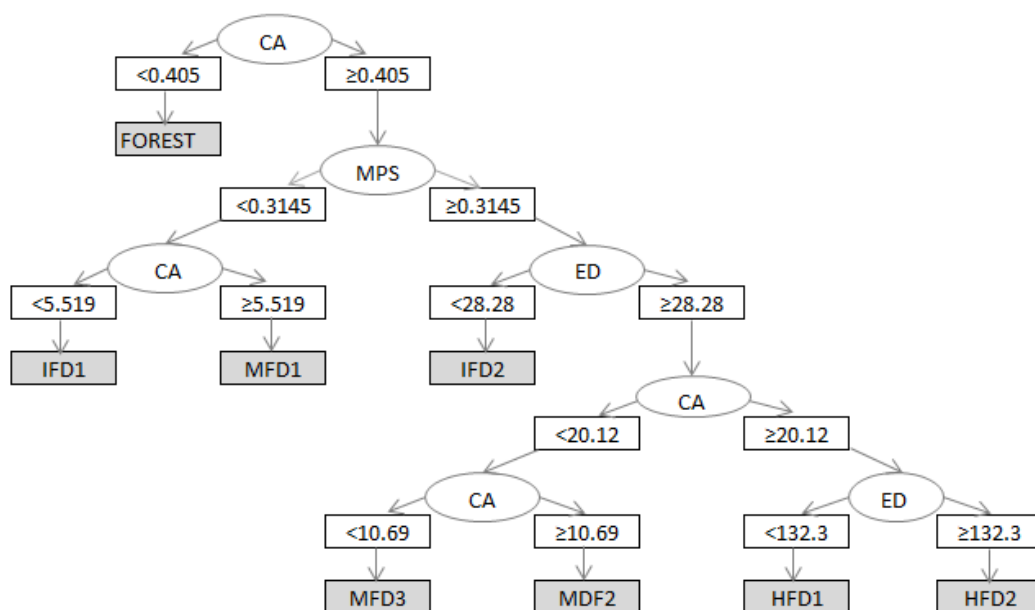 CA
<0.405
≥0.405
FOREST
MPS
<0.3145
≥0.3145
CA
ED
<5.519
≥5.519
<28.28
≥28.28
IFD1
MFD1
IFD2
CA
<20.12
≥20.12
CA
ED
<10.69
≥10.69
<132.3
≥132.3
MFD3
MDF2
HFD1
HFD2